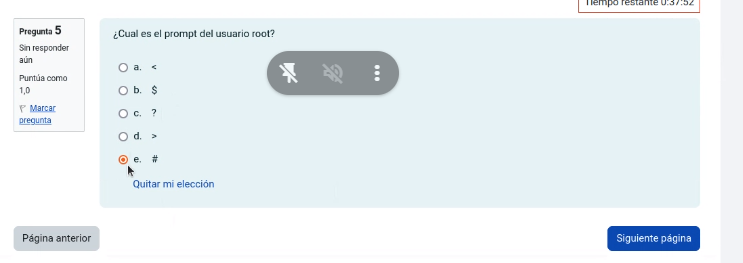 Tiempo restante 0:37:52
Pregunta 5
Sin responder
aún
Puntúa como
1,0
Marcar
pregunta
¿Cual es el prompt del usuario root?
a. <
b. $
c. ?
d. >
e. #
Quitar mi elección
Página anterior
Siguiente página